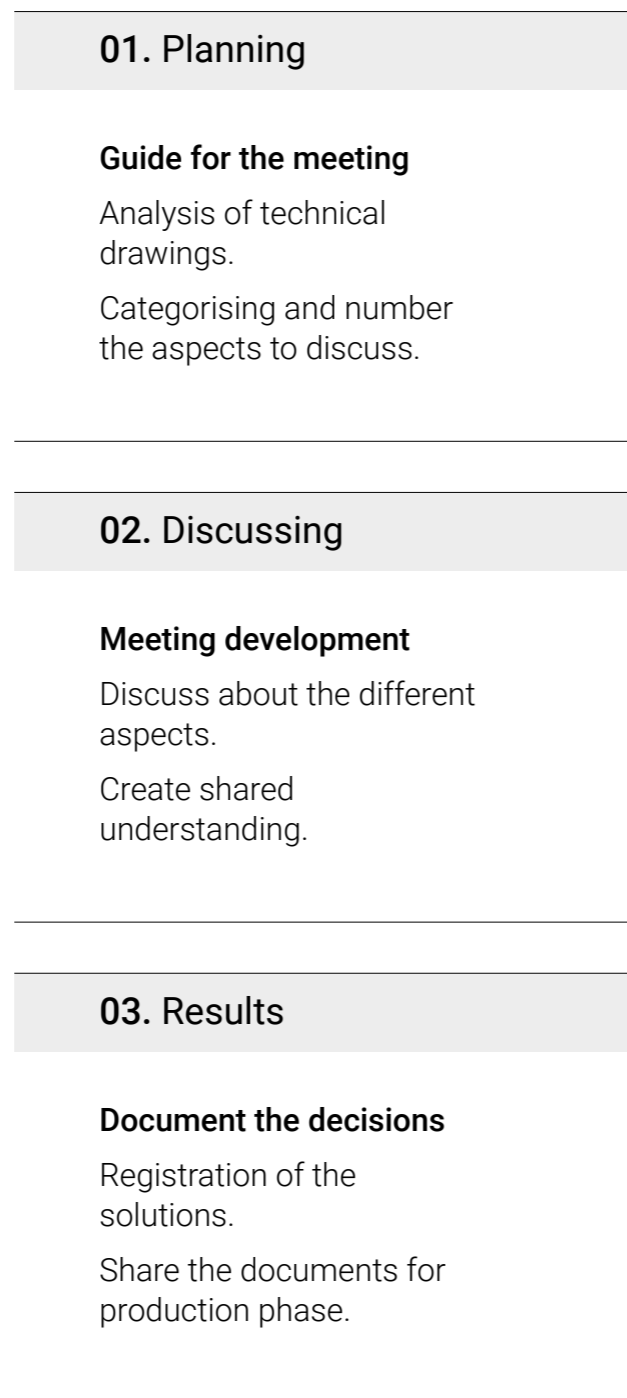 01. Planning
Guide for the meeting
Analysis of technical
drawings.
Categorising and number
the aspects to discuss.
02. Discussing
Meeting development
Discuss about the different
aspects.
Create shared
understanding.
03. Results
Document the decisions
Registration of the
solutions.
Share the documents for
production phase.